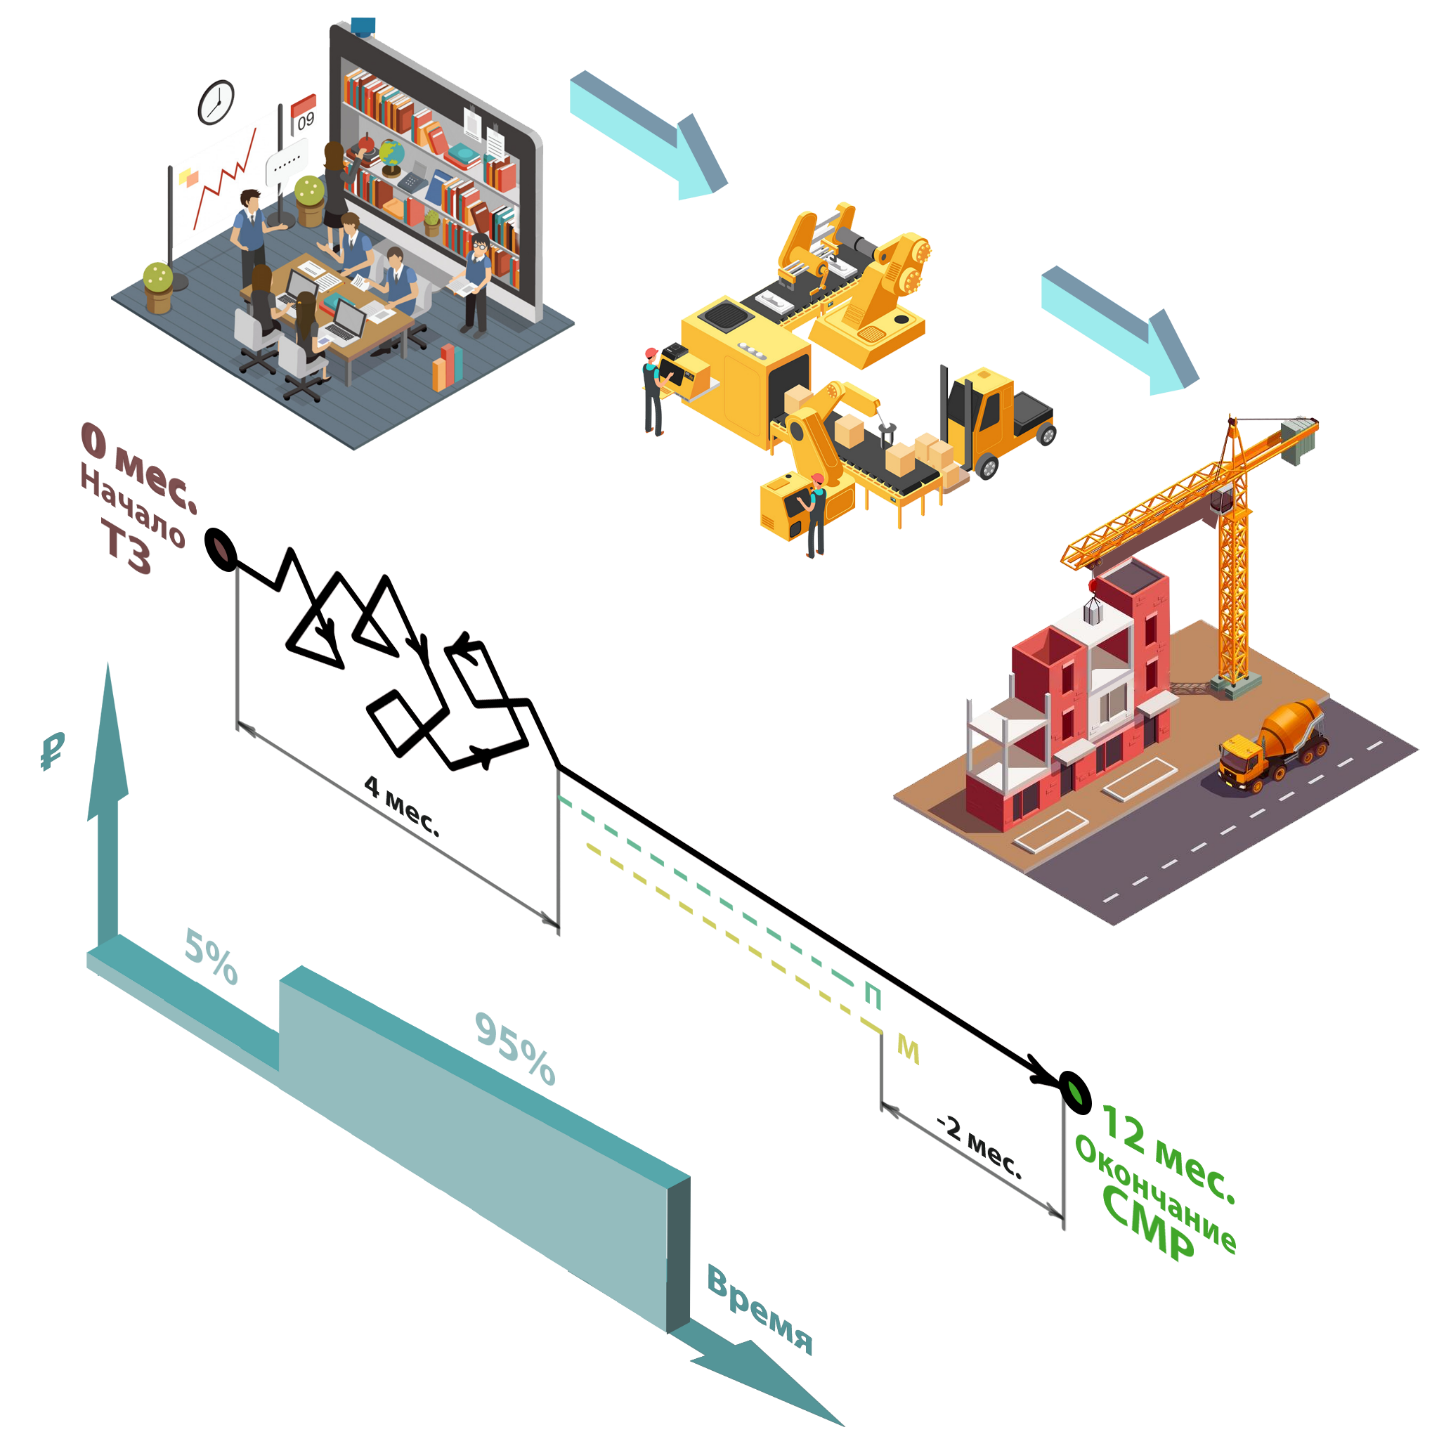 09
0 мес.
Начало
ТЗ
₽
4 мес.
5%
95%
П
М
-2 мес.
12 мес.
Окончание
СМР
Время